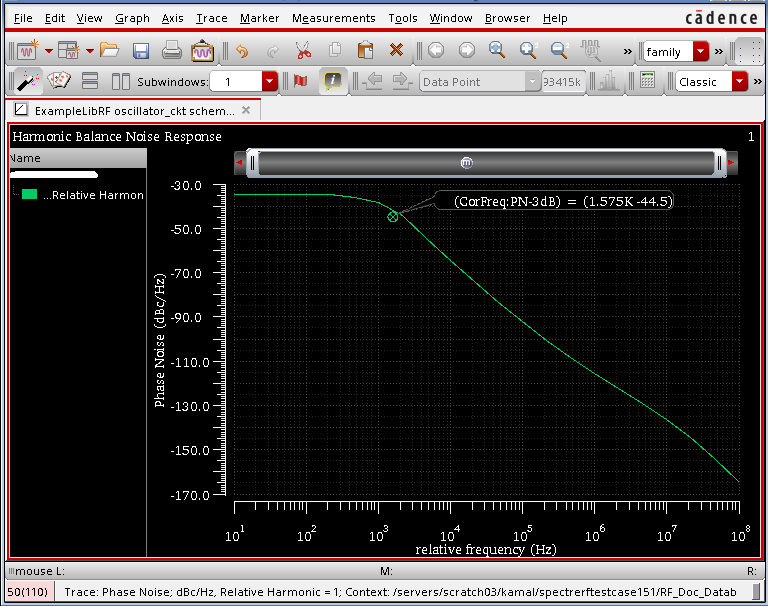 File Edit View Graph Axis Trace Marker Measurements Tools Window Browser Help cādence
» family »
Subwindows: 1 Data Point 93415k » Classic »
ExampleLibRF oscillator_ckt schem...
Harmonic Balance Noise Response 1
Name
...Relative Harmon
m
(CorFreq:PN-3dB) = (1.575K -44.5)
Phase Noise (dBc/Hz)
-30.0
-50.0
-70.0
-90.0
-110.0
-130.0
-150.0
-170.0
10^1 10^2 10^3 10^4 10^5 10^6 10^7 10^8
relative frequency (Hz)
mouse L: M: R:
50(110) Trace: Phase Noise; dBc/Hz, Relative Harmonic = 1; Context: /servers/scratch03/kamal/spectrerftestcase151/RF_Doc_Datab